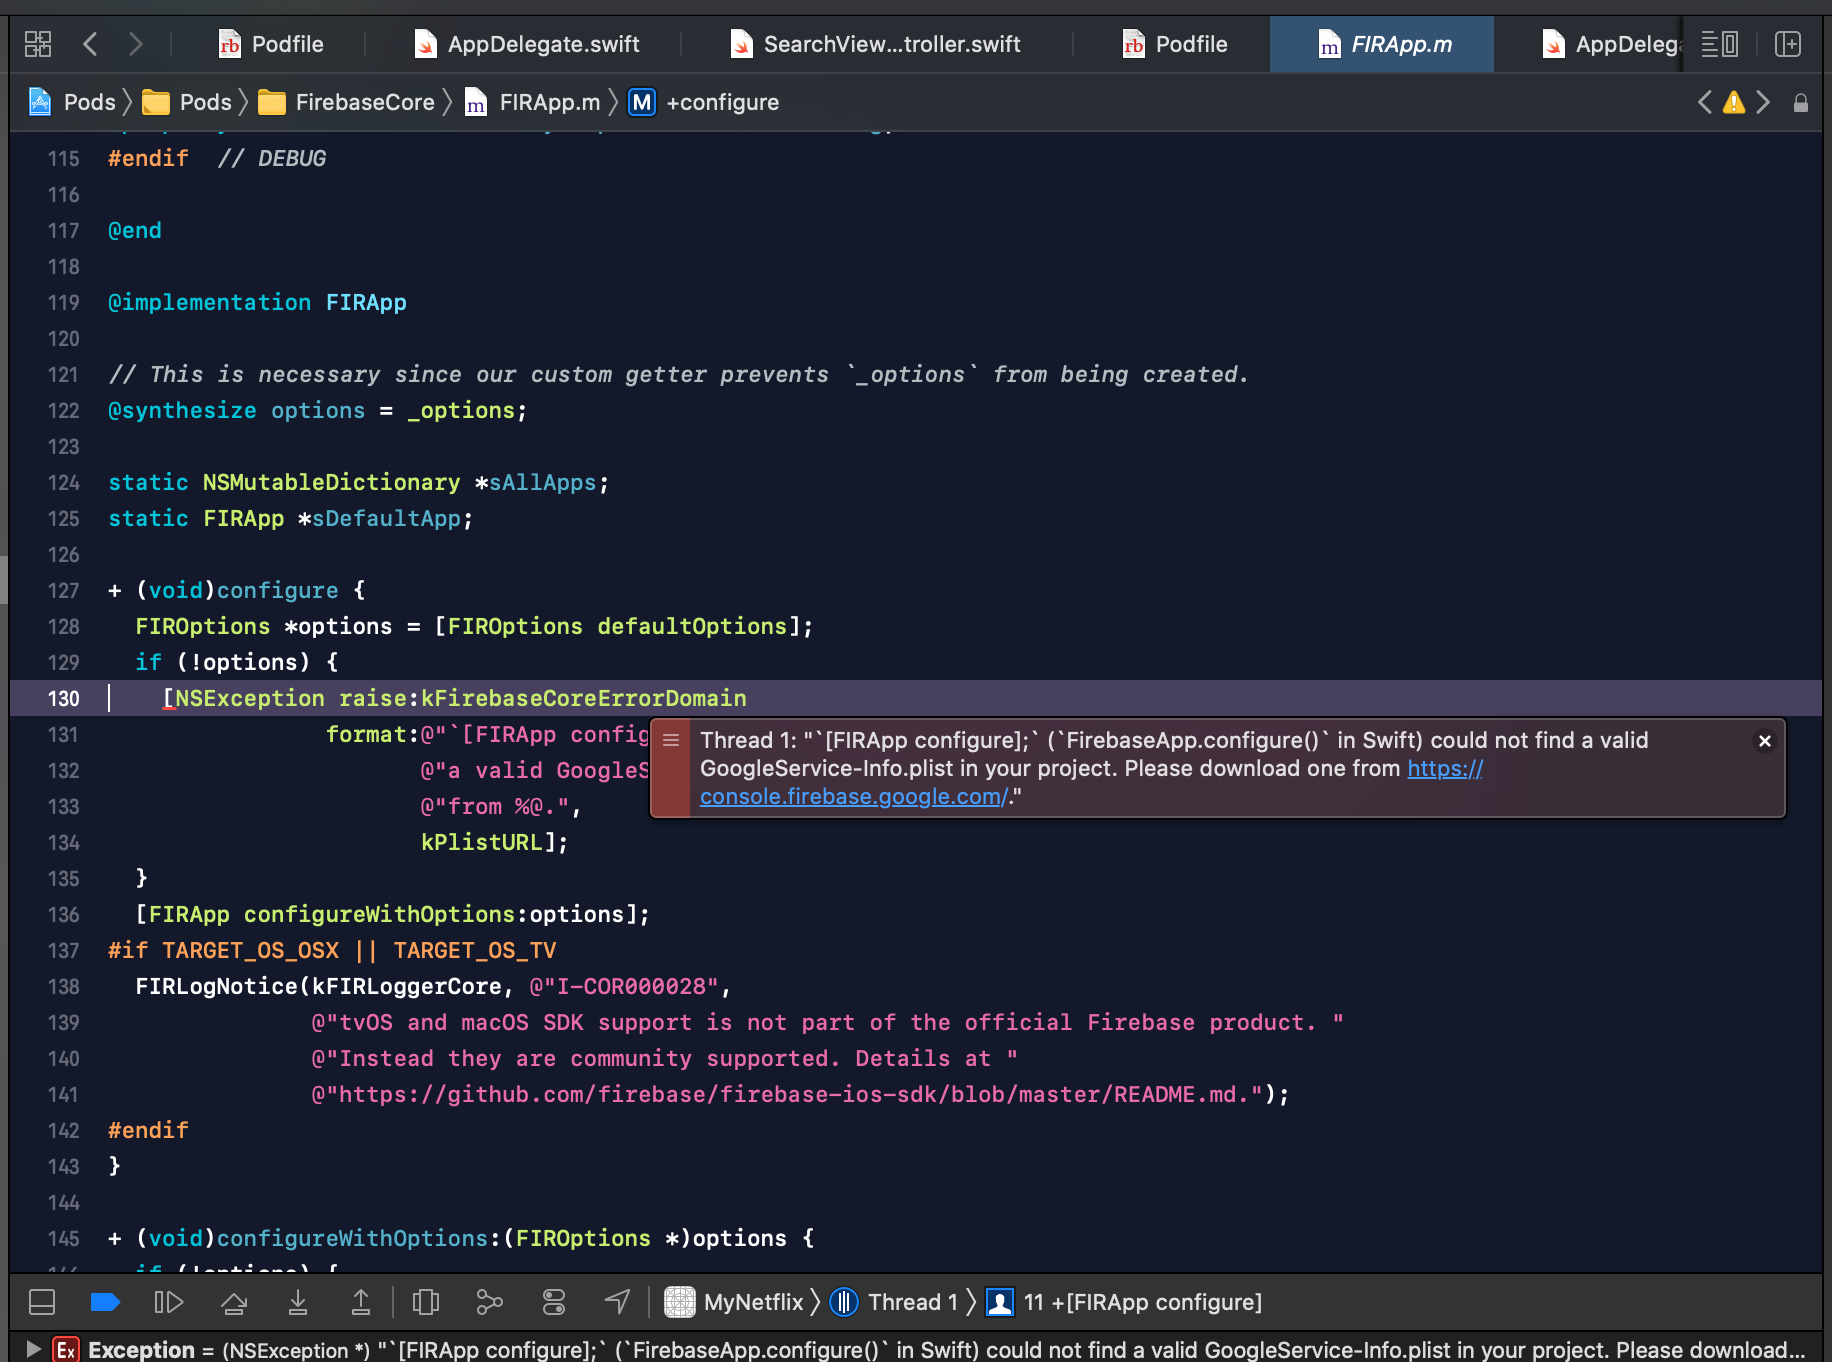 Podfile AppDelegate.swift SearchView...troller.swift Podfile FIRApp.m AppDeleg
Pods Pods FirebaseCore FIRApp.m M +configure
115 #endif // DEBUG
116
117 @end
118
119 @implementation FIRApp
120
121 // This is necessary since our custom getter prevents `_options` from being created.
122 @synthesize options = _options;
123
124 static NSMutableDictionary *sAllApps;
125 static FIRApp *sDefaultApp;
126
127 + (void)configure {
128 FIROptions *options = [FIROptions defaultOptions];
129 if (!options) {
130 [NSException raise:kFirebaseCoreErrorDomain
131 format:@"`[FIRApp config
132 @"a valid GoogleS
133 @"from %@.",
134 kPlistURL];
Thread 1: "`[FIRApp configure];` (`FirebaseApp.configure()` in Swift) could not find a valid
GoogleService-Info.plist in your project. Please download one from https://
console.firebase.google.com/."
135 }
136 [FIRApp configureWithOptions:options];
137 #if TARGET_OS_OSX || TARGET_OS_TV
138 FIRLogNotice(kFIRLoggerCore, @"I-COR000028",
139 @"tvOS and macOS SDK support is not part of the official Firebase product. "
140 @"Instead they are community supported. Details at "
141 @"https://github.com/firebase/firebase-ios-sdk/blob/master/README.md.");
142 #endif
143 }
144
145 + (void)configureWithOptions:(FIROptions *)options {
MyNetflix Thread 1 11 +[FIRApp configure]
Ex Exception = (NSException *) "`[FIRApp configure];` (`FirebaseApp.configure()` in Swift) could not find a valid GoogleService-Info.plist in your project. Please download...